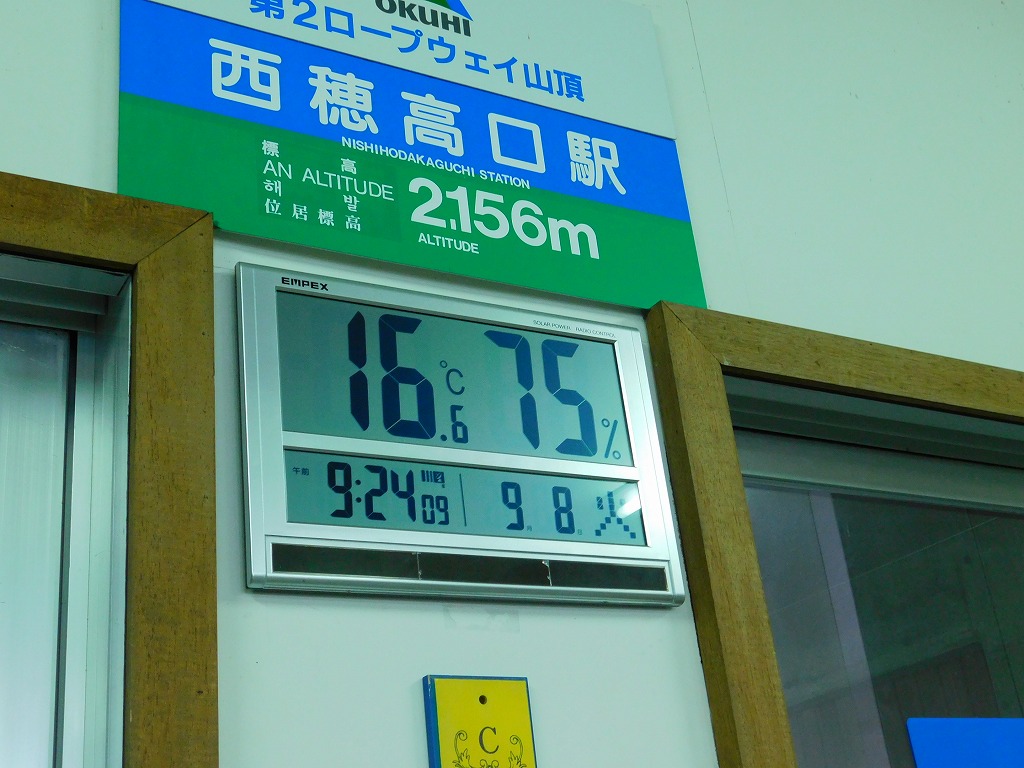 OKUHI
第2ロープウェイ山頂
西穂高口駅
NISHIHODAKAGUCHI STATION
標高
AN ALTITUDE
해발
位居標高
2,156m
ALTITUDE
EMPEX
SOLAR POWER RADIO CONTROL
16.6℃ 75%
午前 9:24 09 9月 8日 火
C